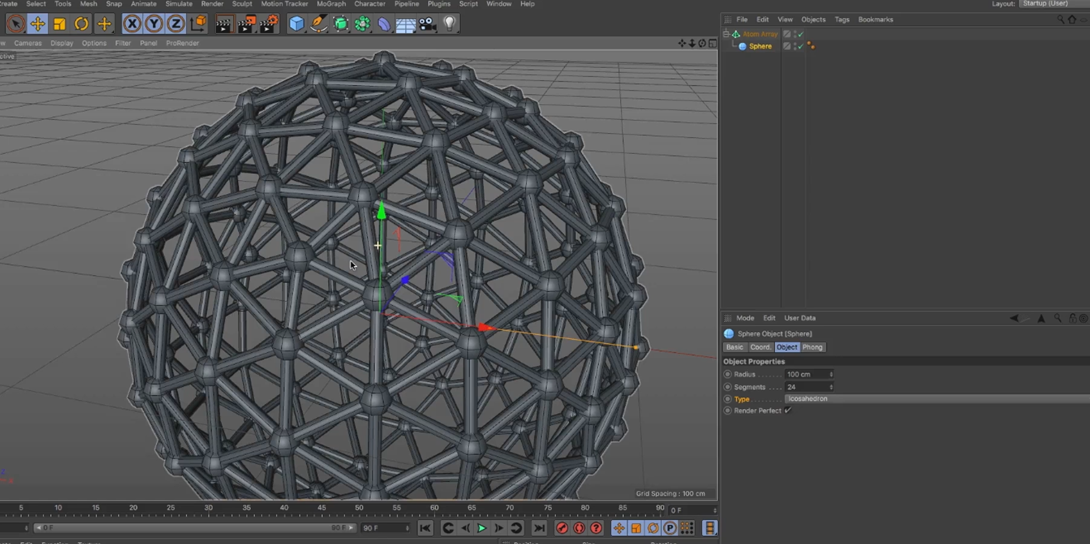 Create Select Tools Mesh Snap Animate Simulate Render Sculpt Motion Tracker MoGraph Character Pipeline Plugins Script Window Help Layout: Startup (User)
X Y Z
File Edit View Objects Tags Bookmarks
Cameras Display Options Filter Panel ProRender
Atom Array
Sphere
Grid Spacing : 100 cm
Mode Edit User Data
Sphere Object [Sphere]
Basic Coord. Object Phong
Object Properties
Radius 100 cm
Segments 24
Type Icosahedron
Render Perfect
5 10 15 20 25 30 35 40 45 50 55 60 65 70 75 80 85 90 0 F
0 F 90 F 90 F